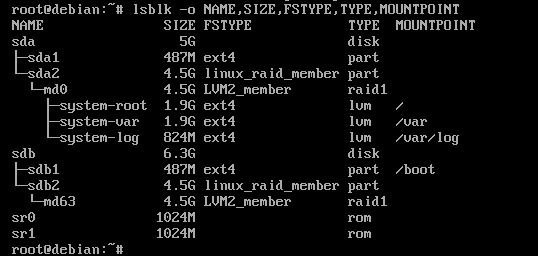 root@debian:~# lsblk -o NAME,SIZE,FSTYPE,TYPE,MOUNTPOINT
NAME                SIZE FSTYPE            TYPE  MOUNTPOINT
sda                   5G                   disk
├─sda1              487M ext4              part
└─sda2              4.5G linux_raid_member part
  └─md0             4.5G LVM2_member       raid1
    ├─system-root   1.9G ext4              lvm   /
    ├─system-var    1.9G ext4              lvm   /var
    └─system-log    824M ext4              lvm   /var/log
sdb                 6.3G                   disk
├─sdb1              487M ext4              part  /boot
└─sdb2              4.5G linux_raid_member part
  └─md63            4.5G LVM2_member       raid1
sr0                1024M                   rom
sr1                1024M                   rom
root@debian:~#